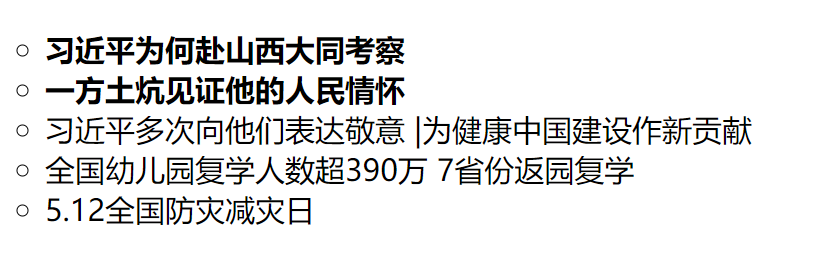 习近平为何赴山西大同考察
一方土炕见证他的人民情怀
习近平多次向他们表达敬意 |为健康中国建设作新贡献
全国幼儿园复学人数超390万 7省份返园复学
5.12全国防灾减灾日